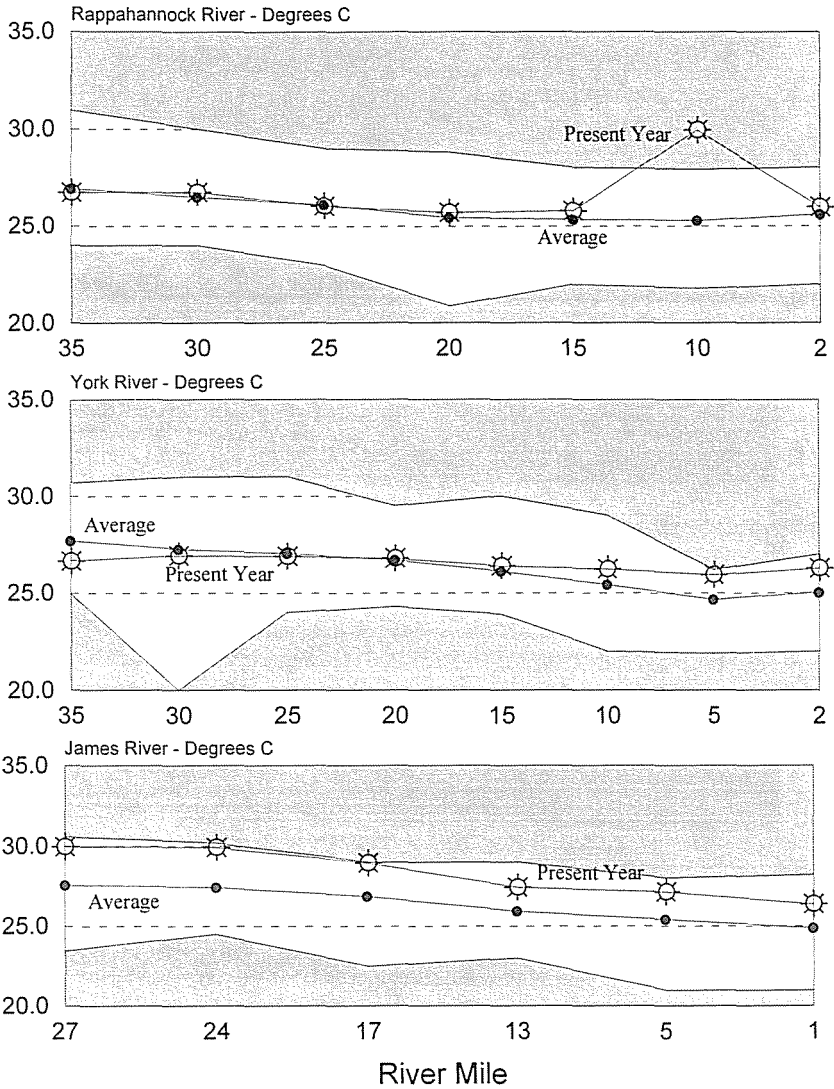 Rappahannock River - Degrees C
35.0
30.0
25.0
20.0
Present Year
Average
35 30 25 20 15 10 2
York River - Degrees C
35.0
30.0
25.0
20.0
Average
Present Year
35 30 25 20 15 10 5 2
James River - Degrees C
35.0
30.0
25.0
20.0
Present Year
Average
27 24 17 13 5 1
River Mile